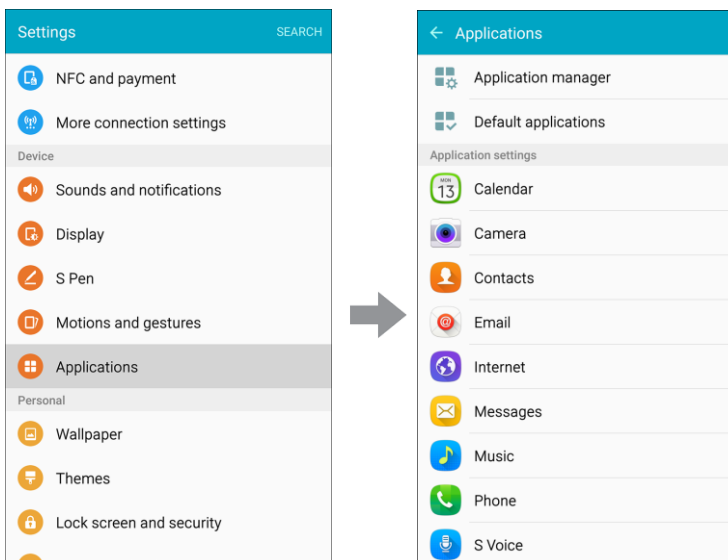 Settings
SEARCH
NFC and payment
More connection settings
Device
Sounds and notifications
Display
S Pen
Motions and gestures
Applications
Personal
Wallpaper
Themes
Lock screen and security
Applications
Application manager
Default applications
Application settings
MON
13
Calendar
Camera
Contacts
@
Email
Internet
Messages
Music
Phone
S Voice